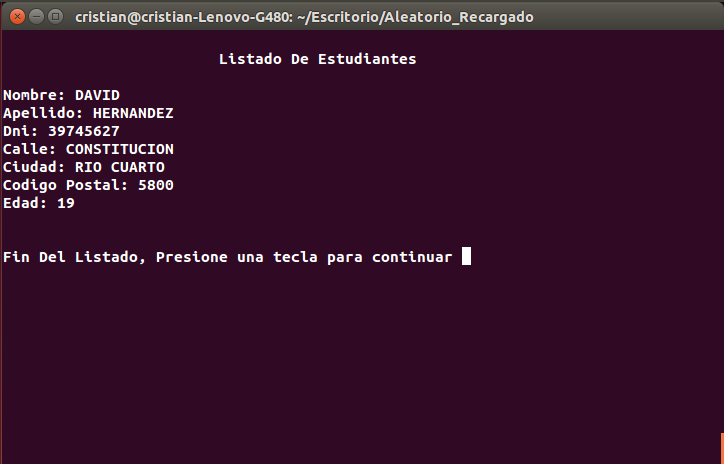 cristian@cristian-Lenovo-G480: ~/Escritorio/Aleatorio_Recargado
Listado De Estudiantes
Nombre: DAVID
Apellido: HERNANDEZ
Dni: 39745627
Calle: CONSTITUCION
Ciudad: RIO CUARTO
Codigo Postal: 5800
Edad: 19
Fin Del Listado, Presione una tecla para continuar